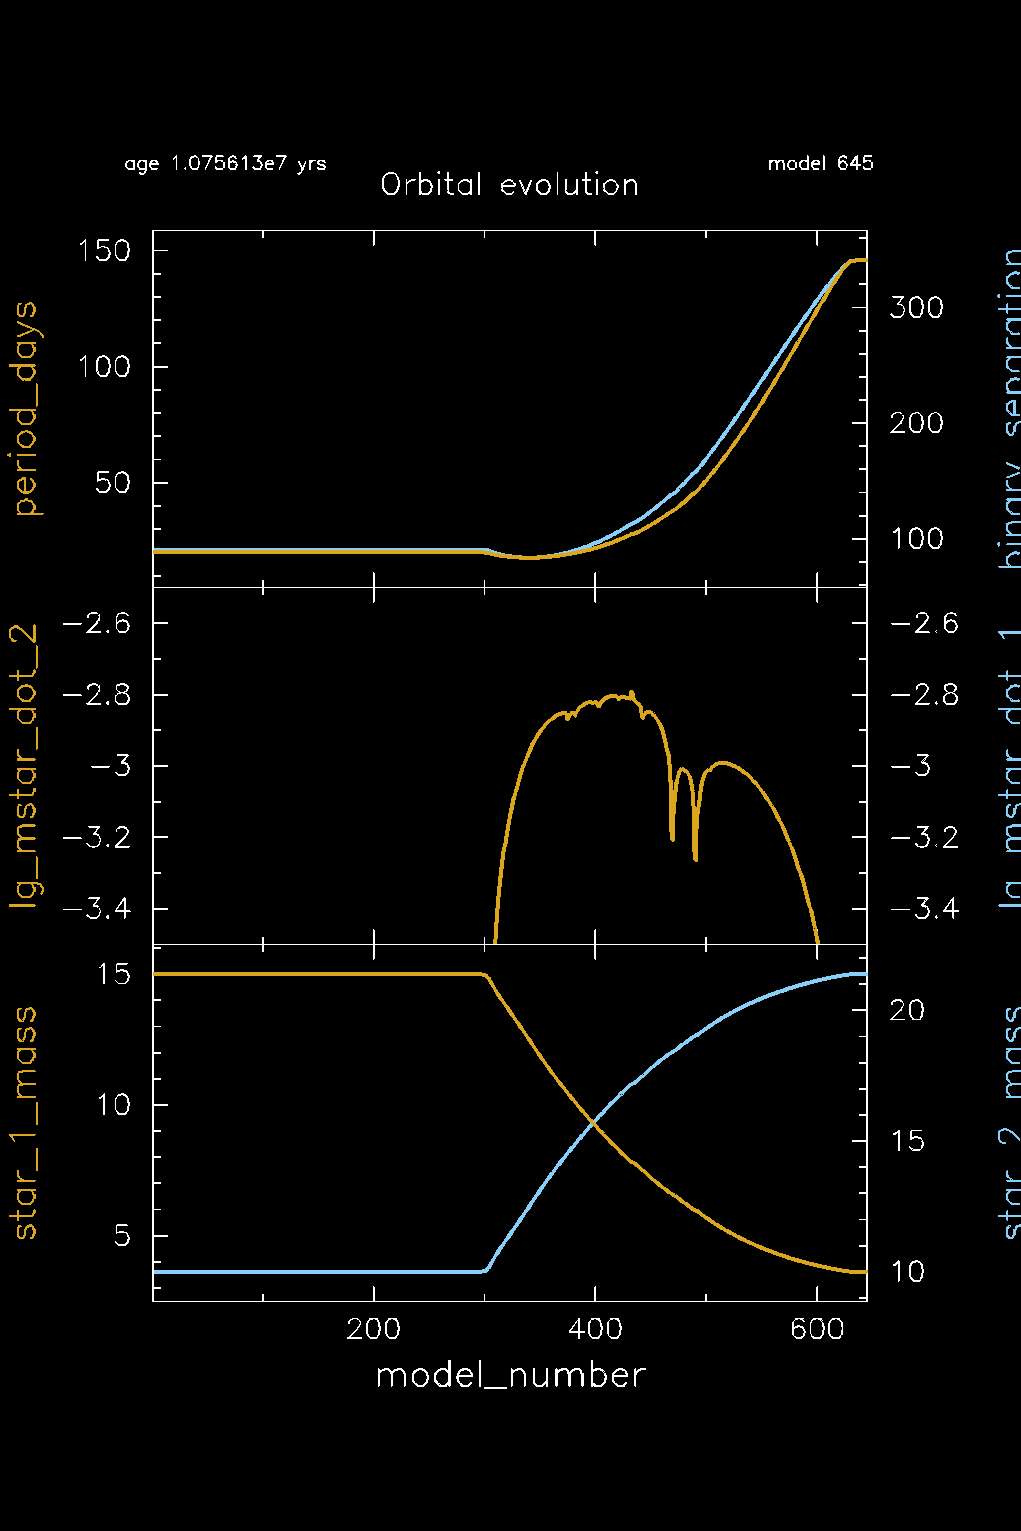 age 1.075613e7 yrs
model 645
Orbital evolution
period_days
150
100
50
300
200
100
binary_separation
lg_mstar_dot_2
−2.6
−2.8
−3
−3.2
−3.4
−2.6
−2.8
−3
−3.2
−3.4
lg_mstar_dot_1
star_1_mass
15
10
5
20
15
10
star_2_mass
200 400 600
model_number